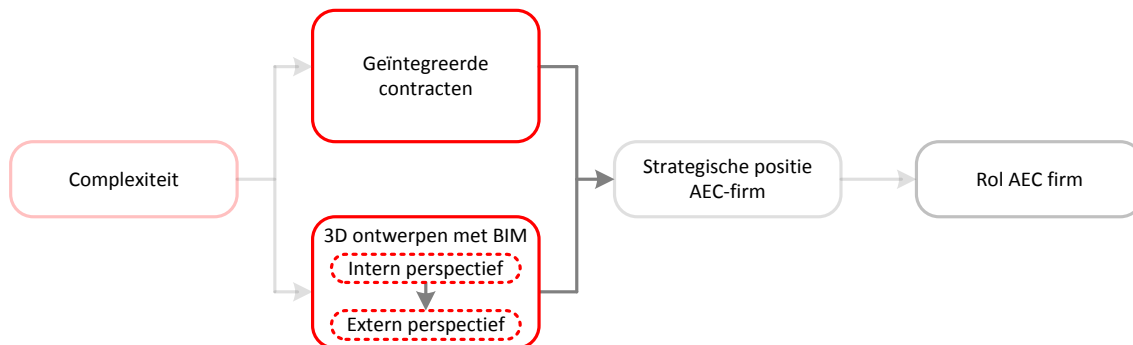 Geïntegreerde
contracten
Complexiteit
Strategische positie
AEC-firm
Rol AEC firm
3D ontwerpen met BIM
Intern perspectief
Extern perspectief